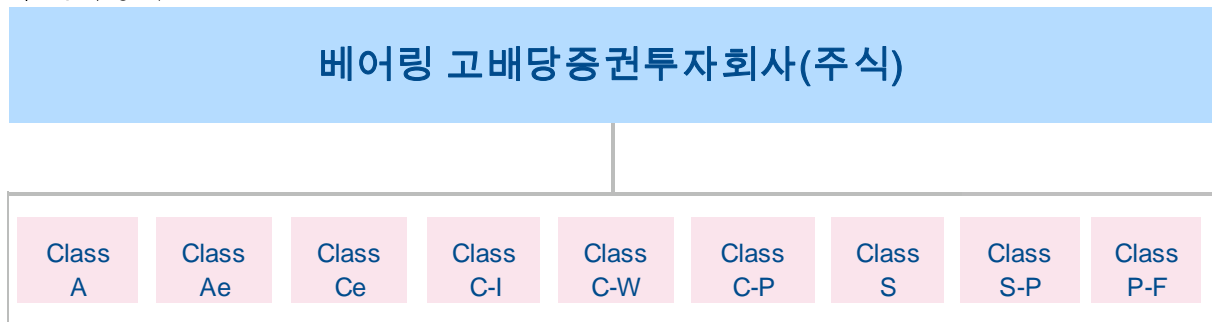 베어링 고배당증권투자회사(주식)
Class A
Class Ae
Class Ce
Class C-I
Class C-W
Class C-P
Class S
Class S-P
Class P-F